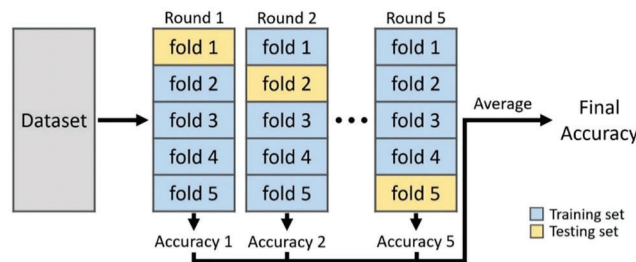 Dataset
Round 1
fold 1
fold 2
fold 3
fold 4
fold 5
Accuracy 1
Round 2
fold 1
fold 2
fold 3
fold 4
fold 5
Accuracy 2
Round 5
fold 1
fold 2
fold 3
fold 4
fold 5
Accuracy 5
Average
Final
Accuracy
Training set
Testing set